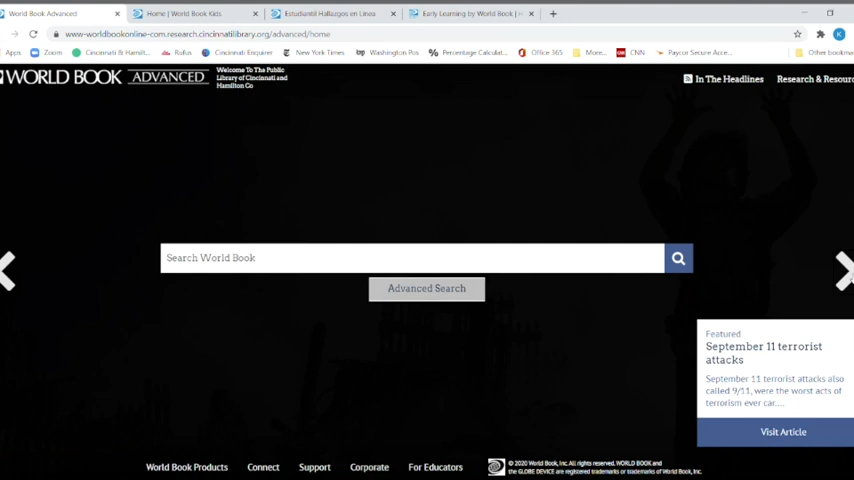 World Book Advanced
Home | World Book Kids
Estudiantil Hallazgos en Línea
Early Learning by World Book | H
www-worldbookonline-com.research.cincinnatilibrary.org/advanced/home
Apps Zoom Cincinnati & Hamilt... Rufus Cincinnati Enquirer New York Times Washington Pos Percentage Calculat... Office 365 More... CNN Paycor Secure Acce... Other bookma
WORLD BOOK ADVANCED
Welcome To The Public
Library of Cincinnati and
Hamilton Co
In The Headlines Research & Resourc
Search World Book
Advanced Search
Featured
September 11 terrorist
attacks
September 11 terrorist attacks also
called 9/11, were the worst acts of
terrorism ever car....
Visit Article
World Book Products Connect Support Corporate For Educators
© 2020 World Book, Inc. All rights reserved. WORLD BOOK and
the GLOBE DEVICE are registered trademarks or trademarks of World Book, Inc.